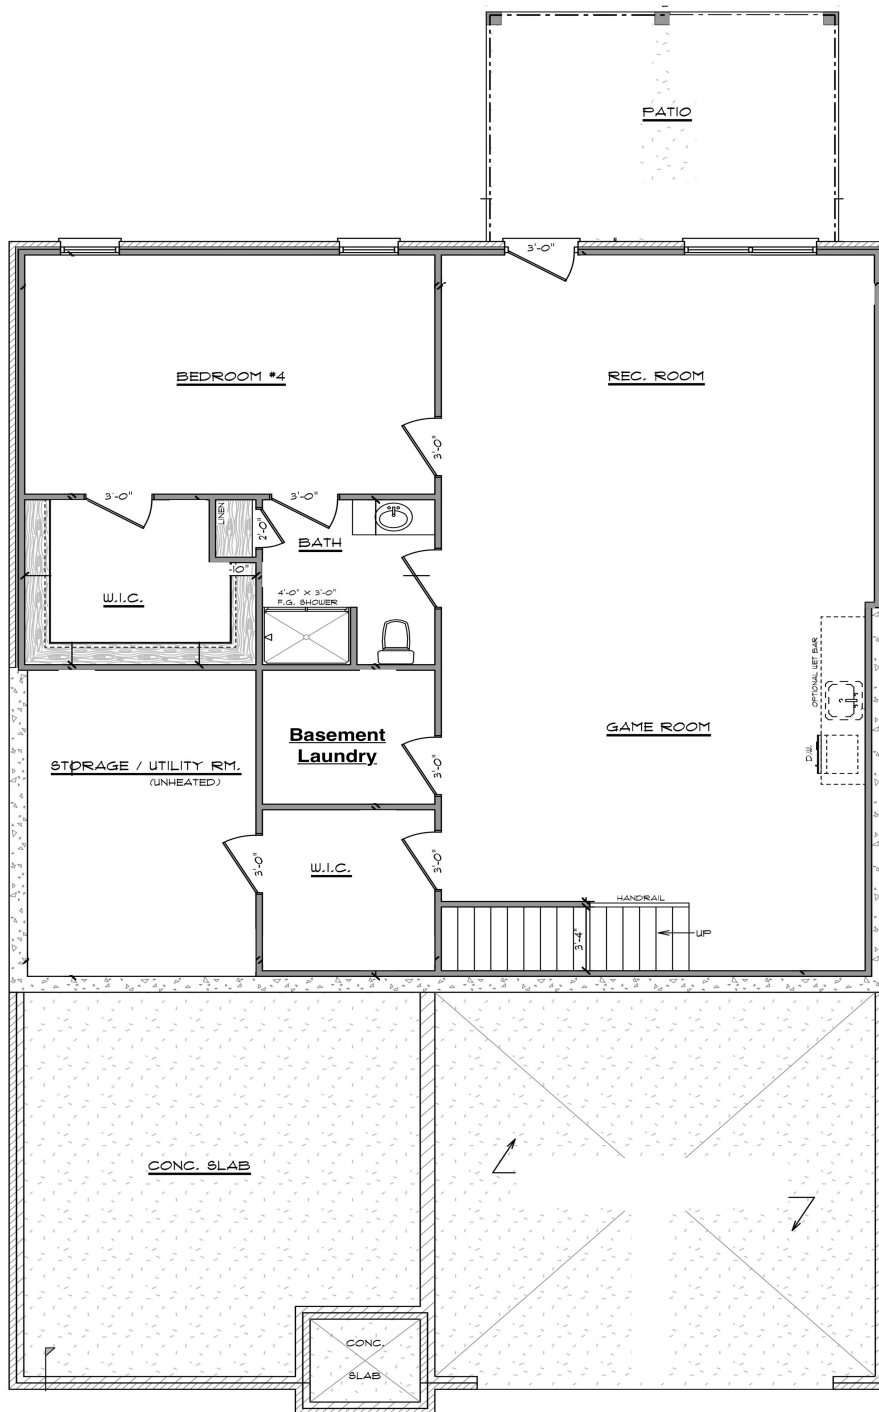 PATIO
3'-0"
BEDROOM #4
REC. ROOM
3'-0"
3'-0"
3'-0"
LINEN
2'-0"
BATH
10"
W.I.C.
4'-0" X 3'-0"
F.G. SHOWER
OPTIONAL WET BAR
Basement
Laundry
GAME ROOM
STORAGE / UTILITY RM.
(UNHEATED)
D.W.
3'-0"
3'-0"
W.I.C.
3'-0"
HANDRAIL
3'-4"
UP
CONC. SLAB
CONC.
SLAB